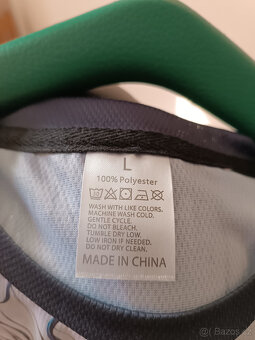 L
100% Polyester
WASH WITH LIKE COLORS.
MACHINE WASH COLD.
GENTLE CYCLE.
DO NOT BLEACH.
TUMBLE DRY LOW.
LOW IRON IF NEEDED.
DO NOT DRY CLEAN.
MADE IN CHINA